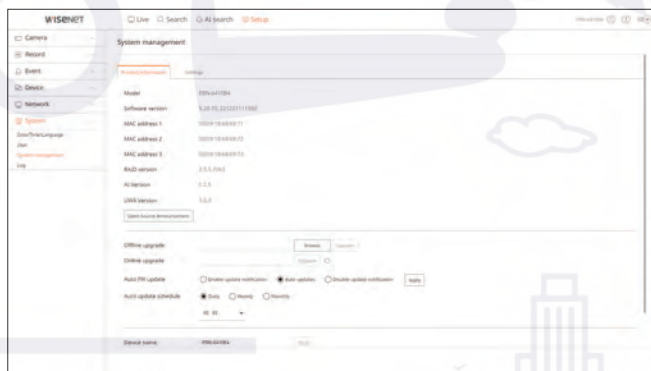 WISENET Live Search AI search Setup
Camera
Record
Event
Device
Network
System
Date/Time/Language
User
System management
Log
System management
Product information Settings
Model
Software version
MAC address 1
MAC address 2
MAC address 3
RAID version
AI Version
UWA Version
Open Source Announcement
Offline upgrade Browse Upgrade
Online upgrade Upgrade
Auto FW update Enable update notification Auto updates Disable update notification Apply
Auto update schedule Daily Weekly Monthly
Device name